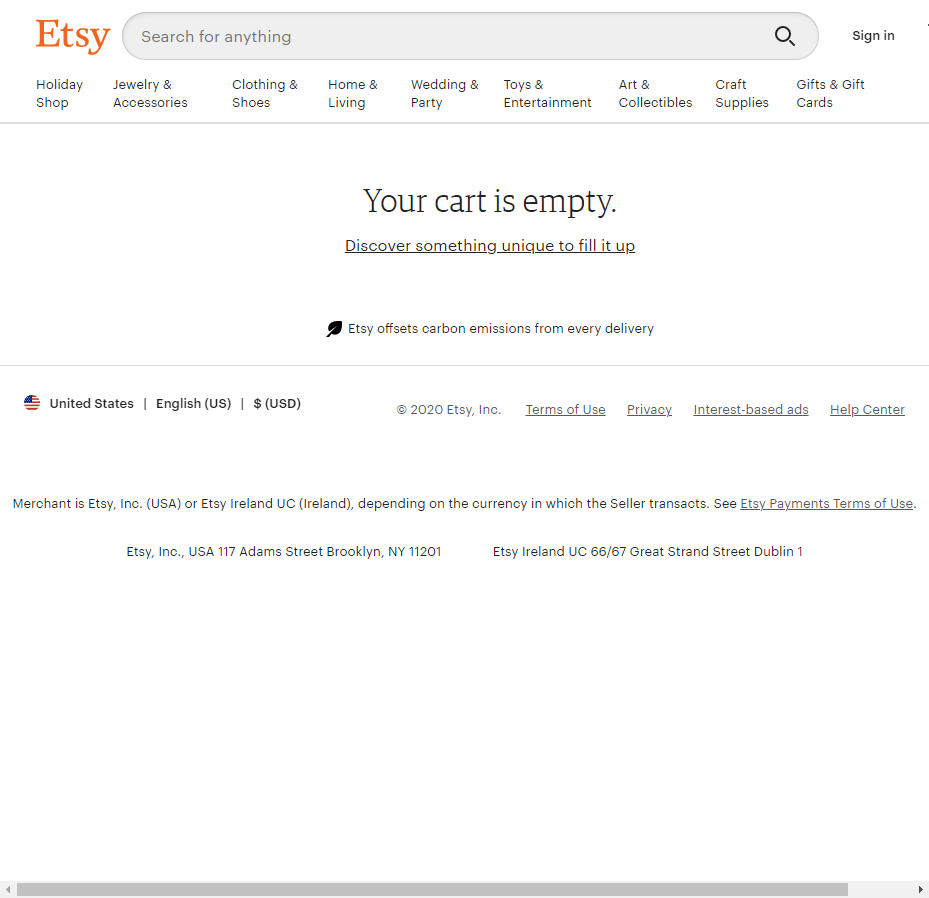 Etsy
Search for anything
Sign in
Holiday Shop
Jewelry & Accessories
Clothing & Shoes
Home & Living
Wedding & Party
Toys & Entertainment
Art & Collectibles
Craft Supplies
Gifts & Gift Cards
Your cart is empty.
Discover something unique to fill it up
Etsy offsets carbon emissions from every delivery
United States | English (US) | $ (USD)
© 2020 Etsy, Inc. Terms of Use Privacy Interest-based ads Help Center
Merchant is Etsy, Inc. (USA) or Etsy Ireland UC (Ireland), depending on the currency in which the Seller transacts. See Etsy Payments Terms of Use.
Etsy, Inc., USA 117 Adams Street Brooklyn, NY 11201
Etsy Ireland UC 66/67 Great Strand Street Dublin 1